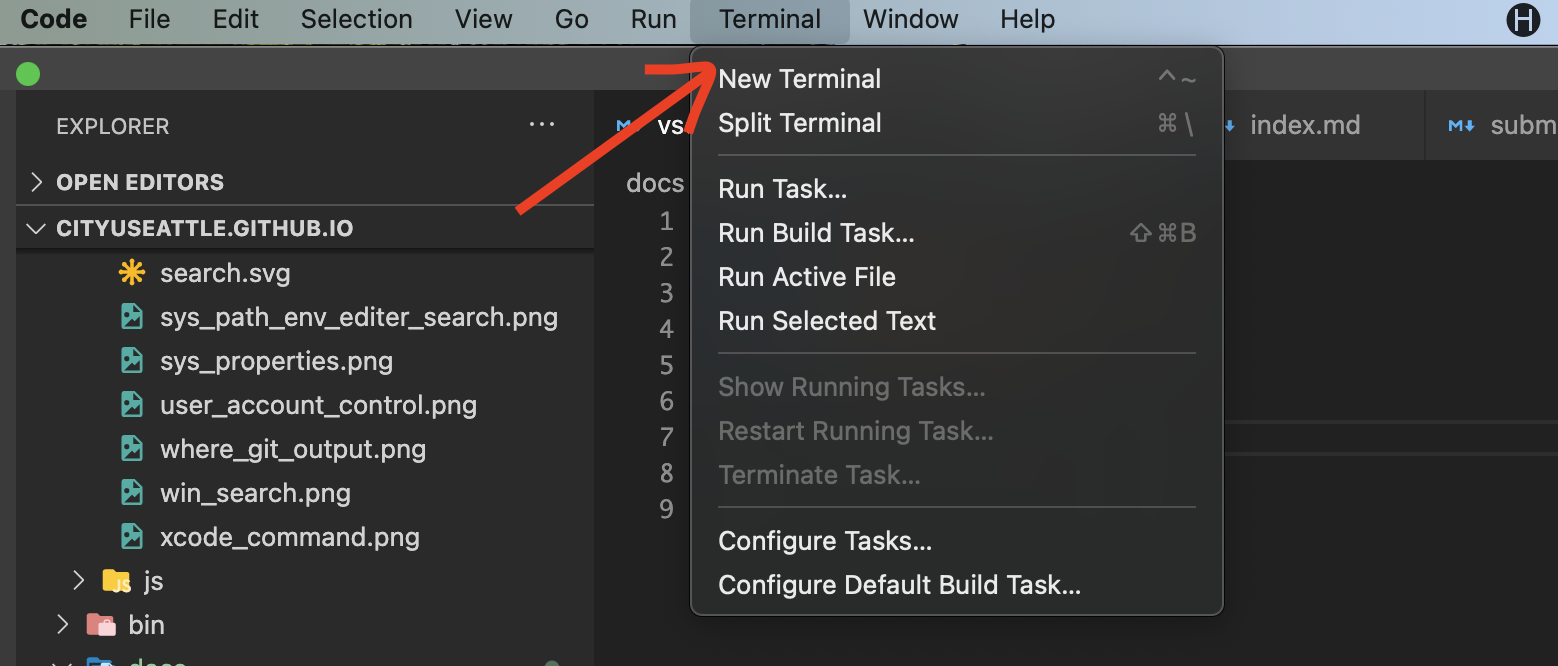 Code File Edit Selection View Go Run Terminal Window Help H
EXPLORER ...
OPEN EDITORS
CITYUSEATTLE.GITHUB.IO
search.svg
sys_path_env_editer_search.png
sys_properties.png
user_account_control.png
where_git_output.png
win_search.png
xcode_command.png
JS js
bin
docs
vs index.md subm
docs
1
2
3
4
5
6
7
8
9
New Terminal ^~
Split Terminal ⌘\
Run Task...
Run Build Task... ⇧⌘B
Run Active File
Run Selected Text
Show Running Tasks...
Restart Running Task...
Terminate Task...
Configure Tasks...
Configure Default Build Task...